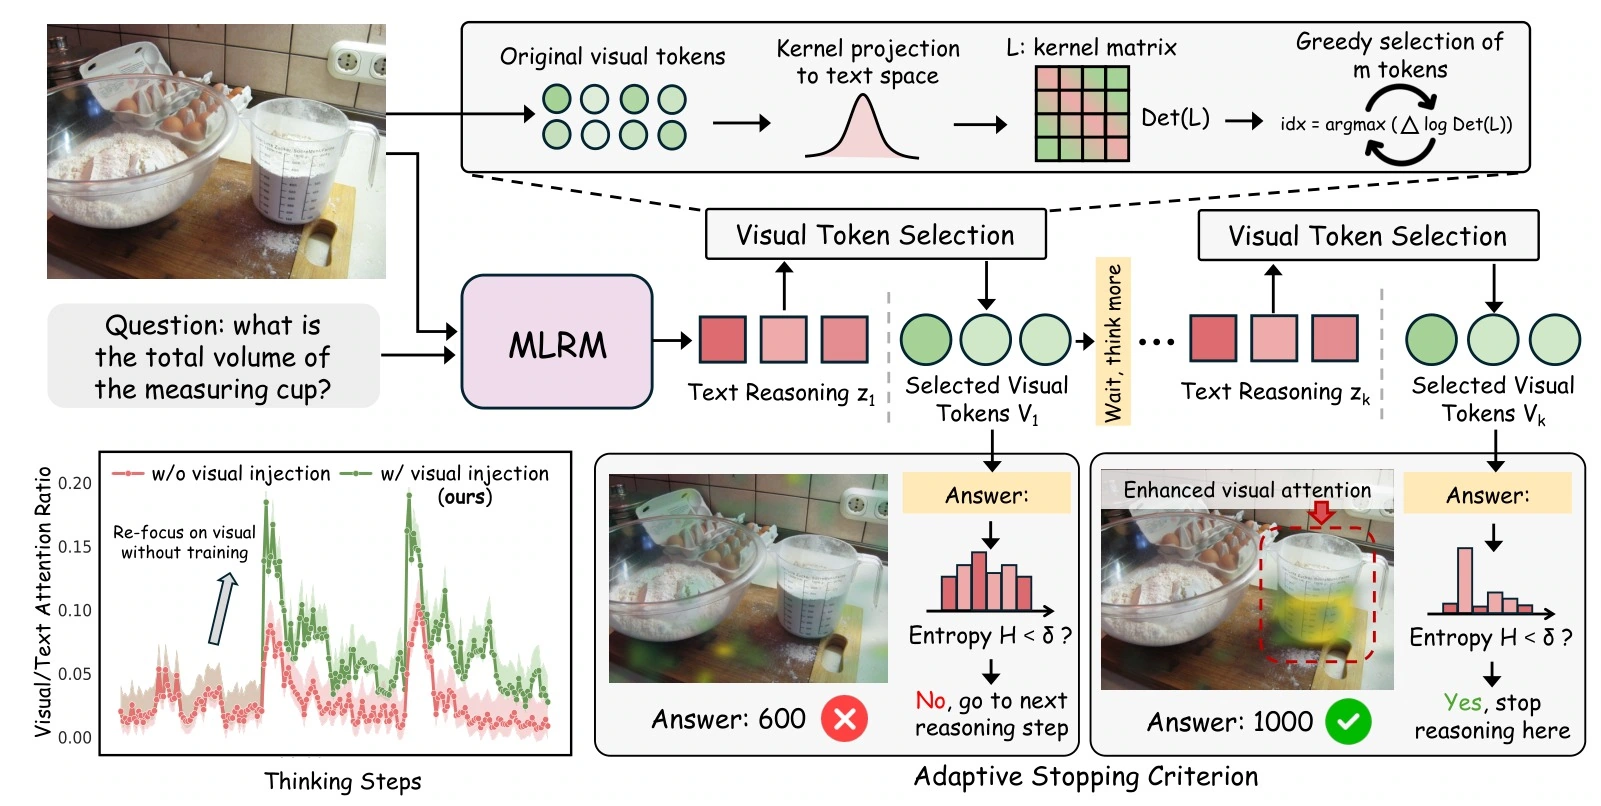 Original visual tokens
Kernel projection
to text space
L: kernel matrix
Det(L)
Greedy selection of
m tokens
idx = argmax (△ log Det(L))
Visual Token Selection
Visual Token Selection
Question: what is
the total volume of
the measuring cup?
MLRM
Text Reasoning z₁
Selected Visual
Tokens V₁
Wait, think more
...
Text Reasoning zₖ
Selected Visual
Tokens Vₖ
Visual/Text Attention Ratio
0.20
0.15
0.10
0.05
0.00
w/o visual injection
w/ visual injection
(ours)
Re-focus on visual
without training
Thinking Steps
Answer:
Entropy H < δ ?
No, go to next
reasoning step
Answer: 600
Enhanced visual attention
Answer:
Entropy H < δ ?
Yes, stop
reasoning here
Answer: 1000
Adaptive Stopping Criterion